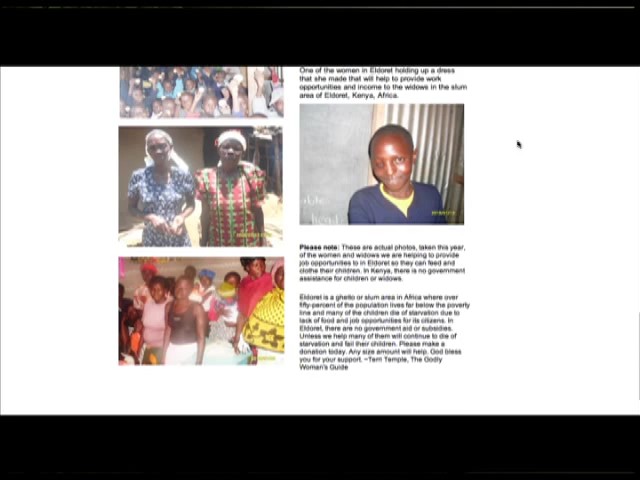 One of the women in Eldoret holding up a dress
that she made that will help to provide work
opportunities and income to the widows in the slum
area of Eldoret, Kenya, Africa.
Please note: These are actual photos, taken this year,
of the women and widows we are helping to provide
job opportunities to in Eldoret so they can feed and
clothe their children. In Kenya, there is no government
assistance for children or widows.
Eldoret is a ghetto or slum area in Africa where over
fifty-percent of the population lives far below the poverty
line and many of the children die of starvation due to
lack of food and job opportunities for its citizens. In
Eldoret, there are no government aid or subsidies.
Unless we help many of them will continue to die of
starvation and fail their children. Please make a
donation today. Any size amount will help. God bless
you for your support. ~Terri Temple, The Godly
Woman's Guide